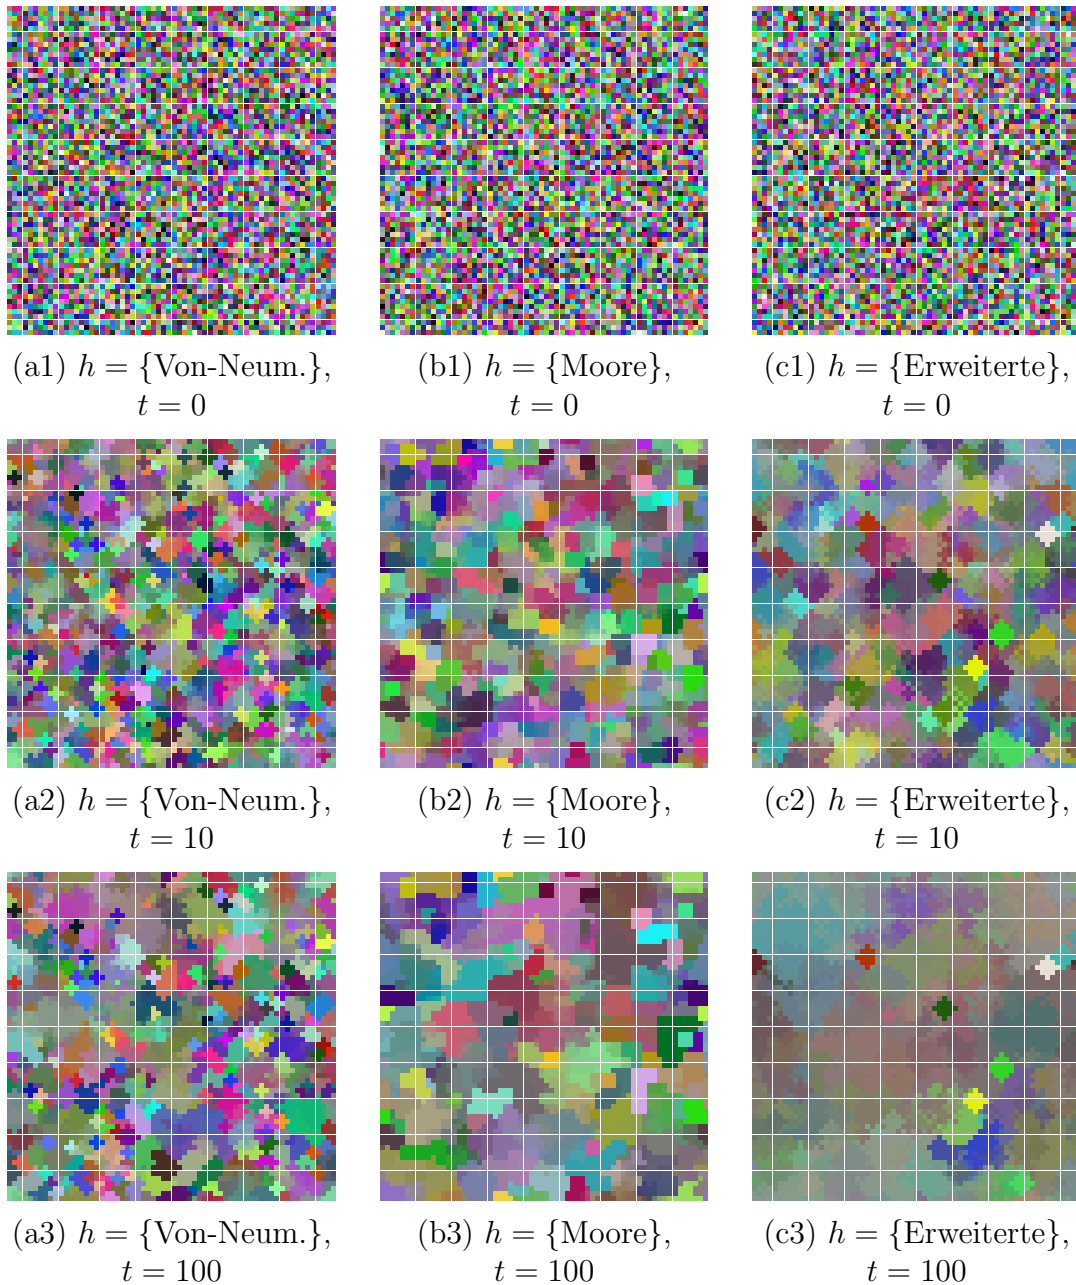 (a1) h = {Von-Neum.},
t = 0
(b1) h = {Moore},
t = 0
(c1) h = {Erweiterte},
t = 0
(a2) h = {Von-Neum.},
t = 10
(b2) h = {Moore},
t = 10
(c2) h = {Erweiterte},
t = 10
(a3) h = {Von-Neum.},
t = 100
(b3) h = {Moore},
t = 100
(c3) h = {Erweiterte},
t = 100